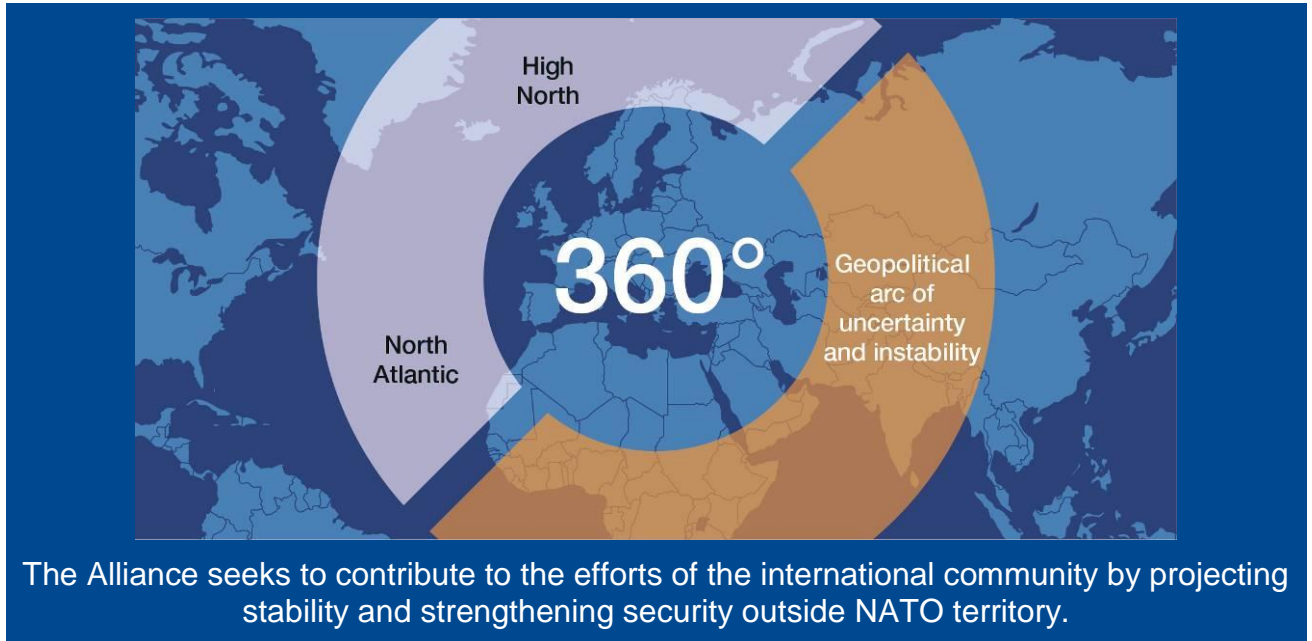 High
North
360°
Geopolitical
arc of
uncertainty
and instability
North
Atlantic
The Alliance seeks to contribute to the efforts of the international community by projecting
stability and strengthening security outside NATO territory.